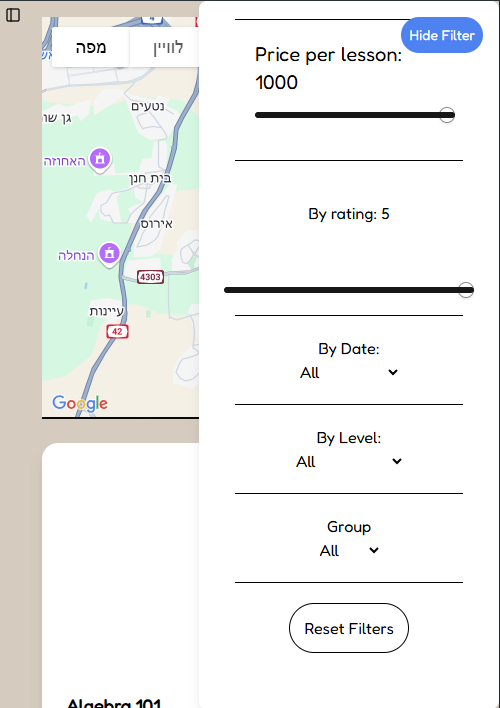 מפה
לוויין
נטעים
גן שו
האחוזה
בית חנן
אירוס
הנחלה
4303
עיינות
42
Google
Algebra 101
Hide Filter
Price per lesson:
1000
By rating: 5
By Date:
All
By Level:
All
Group
All
Reset Filters